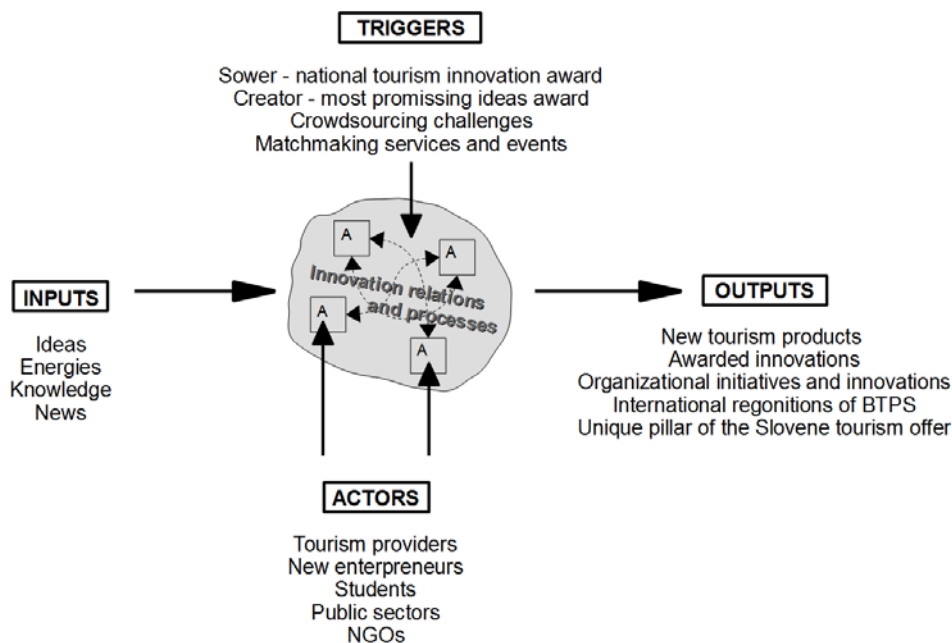 TRIGGERS
Sower - national tourism innovation award
Creator - most promissing ideas award
Crowdsourcing challenges
Matchmaking services and events
A
A
Innovation relations
and processes
A
A
INPUTS
Ideas
Energies
Knowledge
News
OUTPUTS
New tourism products
Awarded innovations
Organizational initiatives and innovations
International regonitions of BTPS
Unique pillar of the Slovene tourism offer
ACTORS
Tourism providers
New enterpreneurs
Students
Public sectors
NGOs